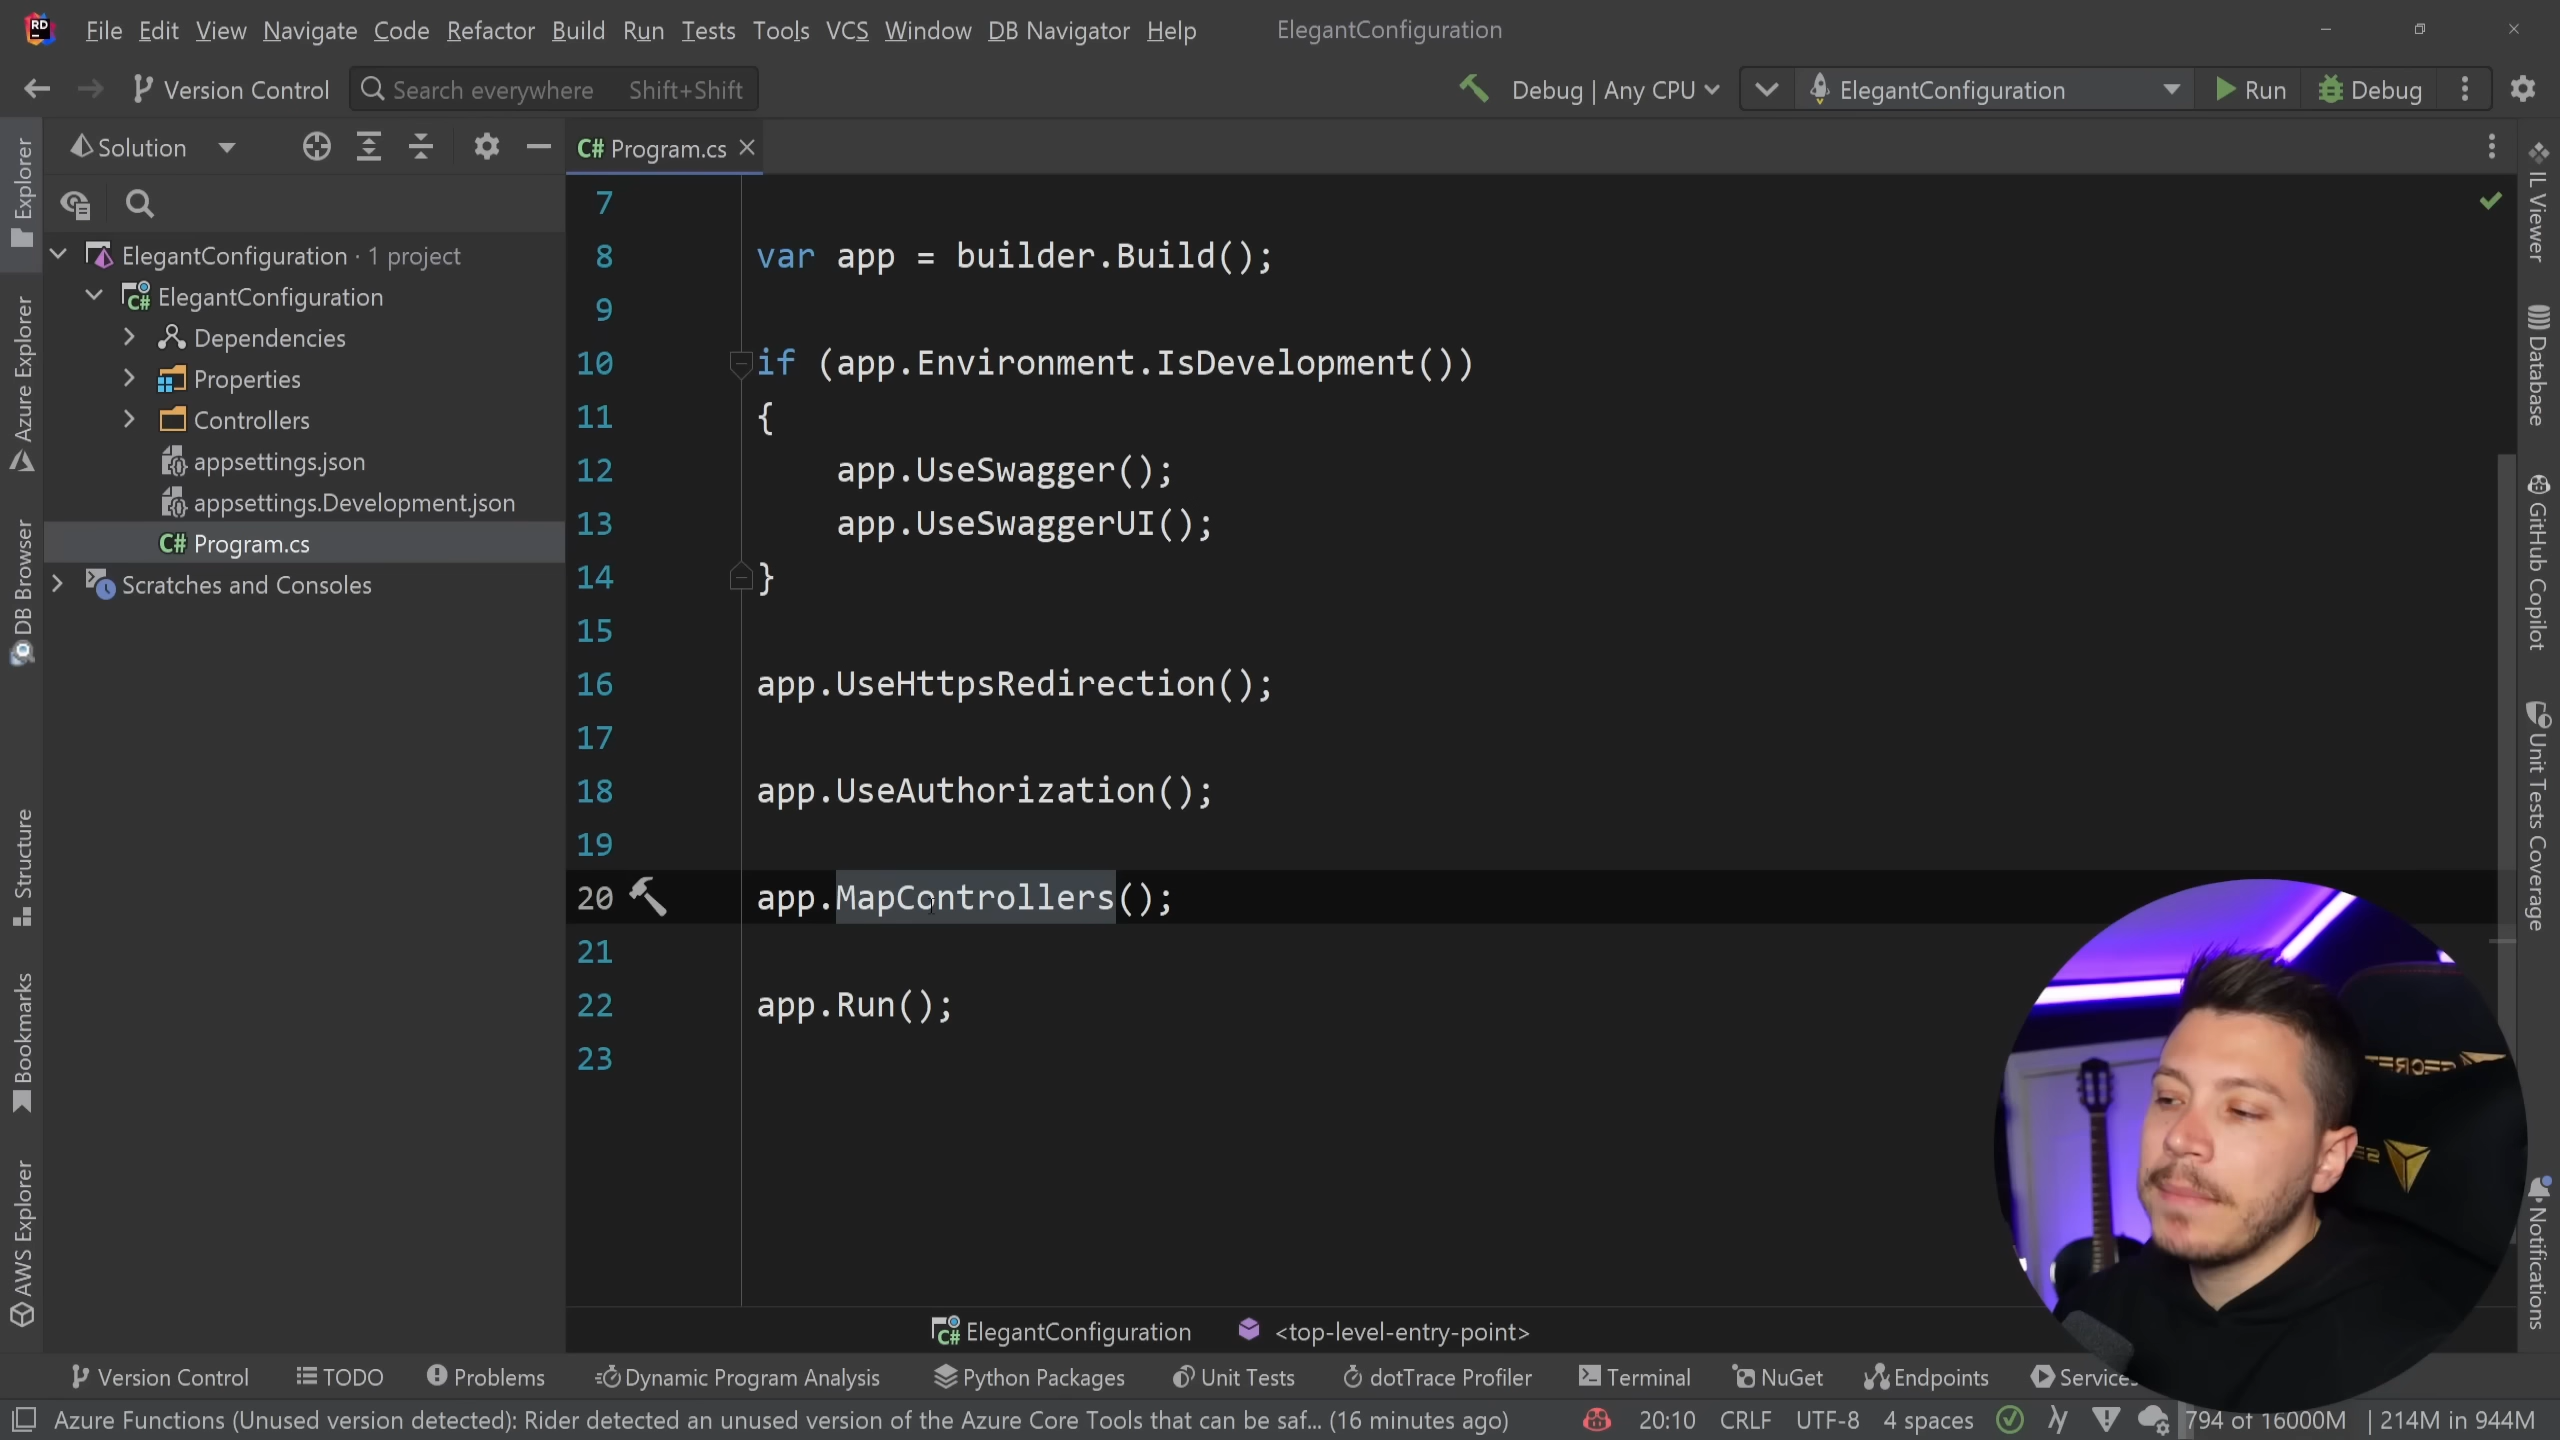 RD File Edit View Navigate Code Refactor Build Run Tests Tools VCS Window DB Navigator Help ElegantConfiguration
Version Control Search everywhere Shift+Shift Debug | Any CPU ElegantConfiguration Run Debug
Solution
C# Program.cs
ElegantConfiguration · 1 project
ElegantConfiguration
Dependencies
Properties
Controllers
appsettings.json
appsettings.Development.json
C# Program.cs
Scratches and Consoles
7
8 var app = builder.Build();
9
10 if (app.Environment.IsDevelopment())
11 {
12 app.UseSwagger();
13 app.UseSwaggerUI();
14 }
15
16 app.UseHttpsRedirection();
17
18 app.UseAuthorization();
19
20 app.MapControllers();
21
22 app.Run();
23
Explorer
Azure Explorer
DB Browser
Structure
Bookmarks
AWS Explorer
IL Viewer
Database
GitHub Copilot
Unit Tests Coverage
Notifications
ElegantConfiguration <top-level-entry-point>
Version Control TODO Problems Dynamic Program Analysis Python Packages Unit Tests dotTrace Profiler Terminal NuGet Endpoints Services
Azure Functions (Unused version detected): Rider detected an unused version of the Azure Core Tools that can be saf... (16 minutes ago) 20:10 CRLF UTF-8 4 spaces 794 of 16000M | 214M in 944M